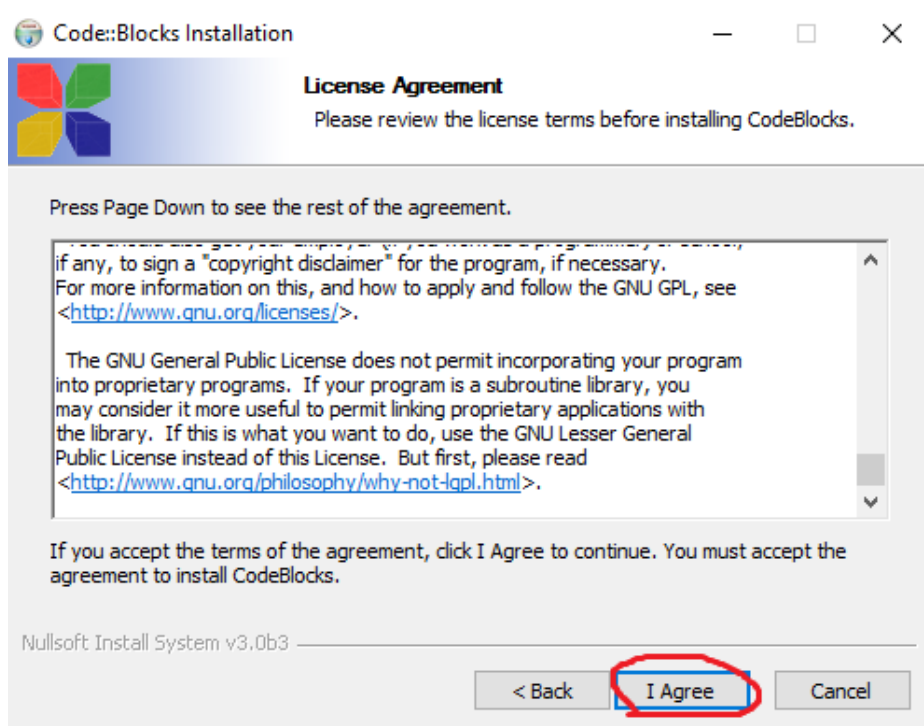 Code::Blocks Installation
License Agreement
Please review the license terms before installing CodeBlocks.
Press Page Down to see the rest of the agreement.
if any, to sign a "copyright disclaimer" for the program, if necessary.
For more information on this, and how to apply and follow the GNU GPL, see
<http://www.gnu.org/licenses/>.
The GNU General Public License does not permit incorporating your program
into proprietary programs.  If your program is a subroutine library, you
may consider it more useful to permit linking proprietary applications with
the library.  If this is what you want to do, use the GNU Lesser General
Public License instead of this License.  But first, please read
<http://www.gnu.org/philosophy/why-not-lgpl.html>.
If you accept the terms of the agreement, click I Agree to continue. You must accept the
agreement to install CodeBlocks.
Nullsoft Install System v3.0b3
< Back
I Agree
Cancel